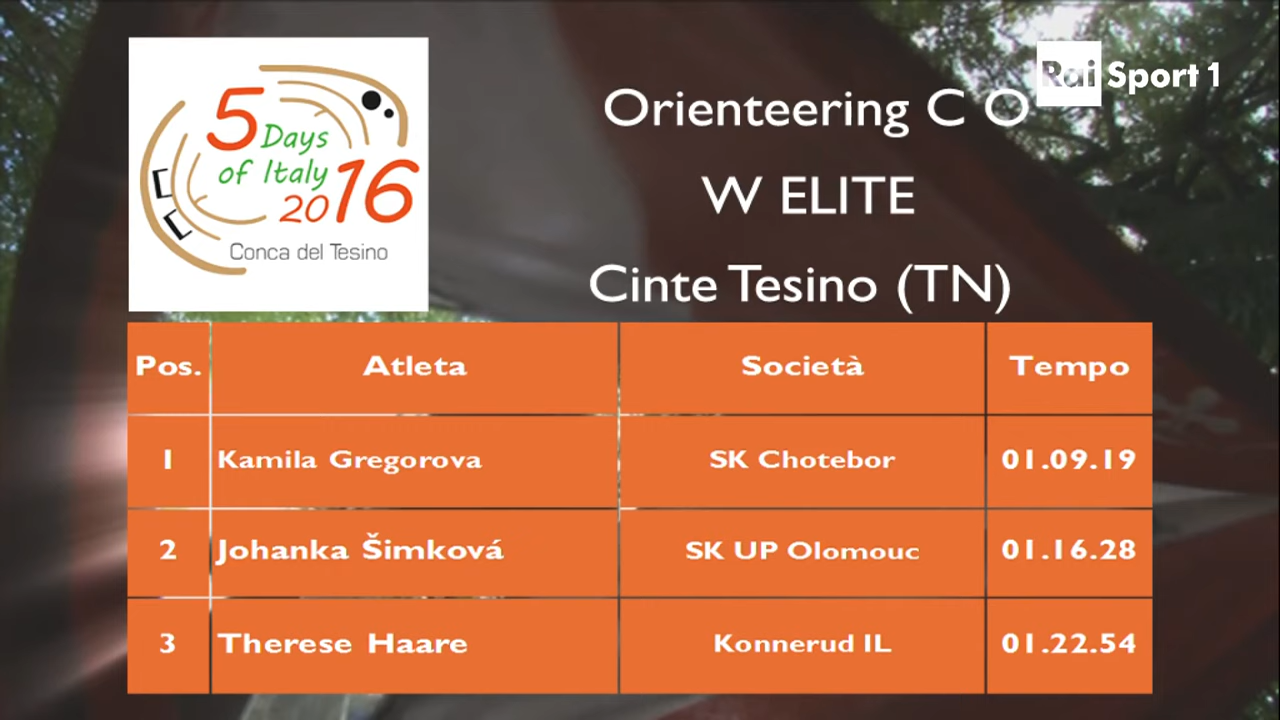 5 Days
of Italy
2016
Conca del Tesino
Rai Sport 1
Orienteering C O
W ELITE
Cinte Tesino (TN)
Pos. Atleta Società Tempo
1 Kamila Gregorova SK Chotebor 01.09.19
2 Johanka Šimková SK UP Olomouc 01.16.28
3 Therese Haare Konnerud IL 01.22.54